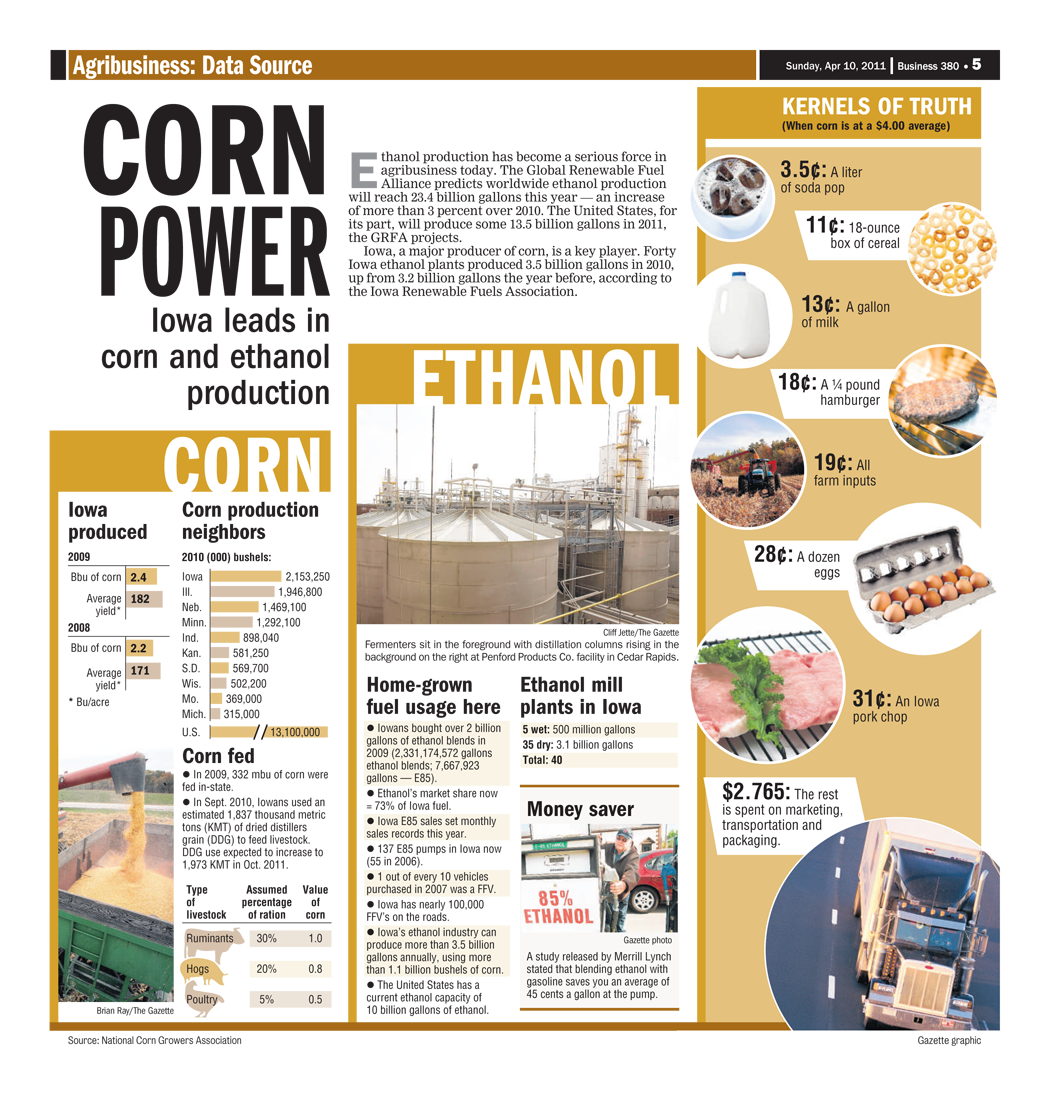 Agribusiness: Data Source
Sunday, Apr 10, 2011 | Business 380 • 5
CORN
POWER
Iowa leads in
corn and ethanol
production
Ethanol production has become a serious force in
agribusiness today. The Global Renewable Fuel
Alliance predicts worldwide ethanol production
will reach 23.4 billion gallons this year — an increase
of more than 3 percent over 2010. The United States, for
its part, will produce some 13.5 billion gallons in 2011,
the GRFA projects.
Iowa, a major producer of corn, is a key player. Forty
Iowa ethanol plants produced 3.5 billion gallons in 2010,
up from 3.2 billion gallons the year before, according to
the Iowa Renewable Fuels Association.
CORN
Iowa
produced
2009
Bbu of corn 2.4
Average 182
yield*
2008
Bbu of corn 2.2
Average 171
yield*
* Bu/acre
Brian Ray/The Gazette
Corn production
neighbors
2010 (000) bushels:
Iowa 2,153,250
Ill. 1,946,800
Neb. 1,469,100
Minn. 1,292,100
Ind. 898,040
Kan. 581,250
S.D. 569,700
Wis. 502,200
Mo. 369,000
Mich. 315,000
U.S. 13,100,000
Corn fed
● In 2009, 332 mbu of corn were
fed in-state.
● In Sept. 2010, Iowans used an
estimated 1,837 thousand metric
tons (KMT) of dried distillers
grain (DDG) to feed livestock.
DDG use expected to increase to
1,973 KMT in Oct. 2011.
Type Assumed Value
of percentage of
livestock of ration corn
Ruminants 30% 1.0
Hogs 20% 0.8
Poultry 5% 0.5
ETHANOL
Cliff Jette/The Gazette
Fermenters sit in the foreground with distillation columns rising in the
background on the right at Penford Products Co. facility in Cedar Rapids.
Home-grown
fuel usage here
● Iowans bought over 2 billion
gallons of ethanol blends in
2009 (2,331,174,572 gallons
ethanol blends; 7,667,923
gallons — E85).
● Ethanol's market share now
= 73% of Iowa fuel.
● Iowa E85 sales set monthly
sales records this year.
● 137 E85 pumps in Iowa now
(55 in 2006).
● 1 out of every 10 vehicles
purchased in 2007 was a FFV.
● Iowa has nearly 100,000
FFV's on the roads.
● Iowa's ethanol industry can
produce more than 3.5 billion
gallons annually, using more
than 1.1 billion bushels of corn.
● The United States has a
current ethanol capacity of
10 billion gallons of ethanol.
Ethanol mill
plants in Iowa
5 wet: 500 million gallons
35 dry: 3.1 billion gallons
Total: 40
Money saver
E-85 ETHANOL
85%
ETHANOL
Gazette photo
A study released by Merrill Lynch
stated that blending ethanol with
gasoline saves you an average of
45 cents a gallon at the pump.
KERNELS OF TRUTH
(When corn is at a $4.00 average)
3.5¢: A liter
of soda pop
11¢: 18-ounce
box of cereal
13¢: A gallon
of milk
18¢: A ¼ pound
hamburger
19¢: All
farm inputs
28¢: A dozen
eggs
31¢: An Iowa
pork chop
$2.765: The rest
is spent on marketing,
transportation and
packaging.
Source: National Corn Growers Association
Gazette graphic